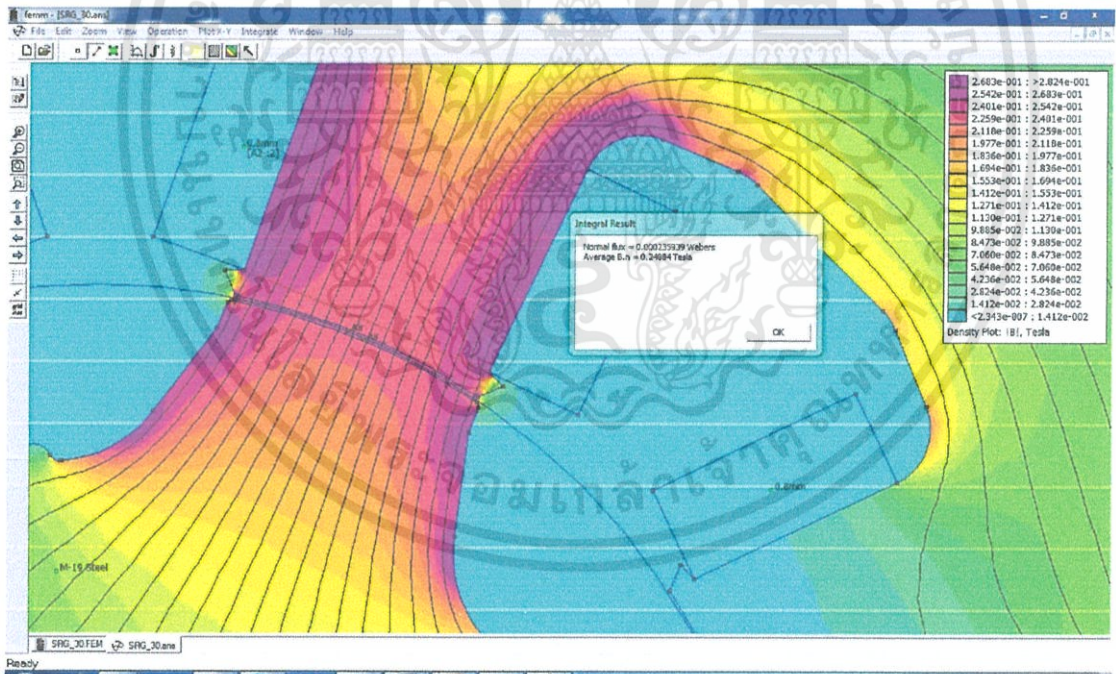 femm - [SRG_30.ans]
File Edit Zoom View Operation Plot X-Y Integrate Window Help
2.683e-001 : >2.824e-001
2.542e-001 : 2.683e-001
2.401e-001 : 2.542e-001
2.259e-001 : 2.401e-001
2.118e-001 : 2.259e-001
1.977e-001 : 2.118e-001
1.836e-001 : 1.977e-001
1.694e-001 : 1.836e-001
1.553e-001 : 1.694e-001
1.412e-001 : 1.553e-001
1.271e-001 : 1.412e-001
1.130e-001 : 1.271e-001
9.885e-002 : 1.130e-001
8.473e-002 : 9.885e-002
7.060e-002 : 8.473e-002
5.648e-002 : 7.060e-002
4.236e-002 : 5.648e-002
2.824e-002 : 4.236e-002
1.412e-002 : 2.824e-002
<2.343e-007 : 1.412e-002
Density Plot: |B|, Tesla
Integral Result
Normal flux = 0.000235939 Webers
Average B.n = 0.24884 Tesla
OK
0.8mm
M-19 Steel
SRG_30.FEM
SRG_30.ans
Ready